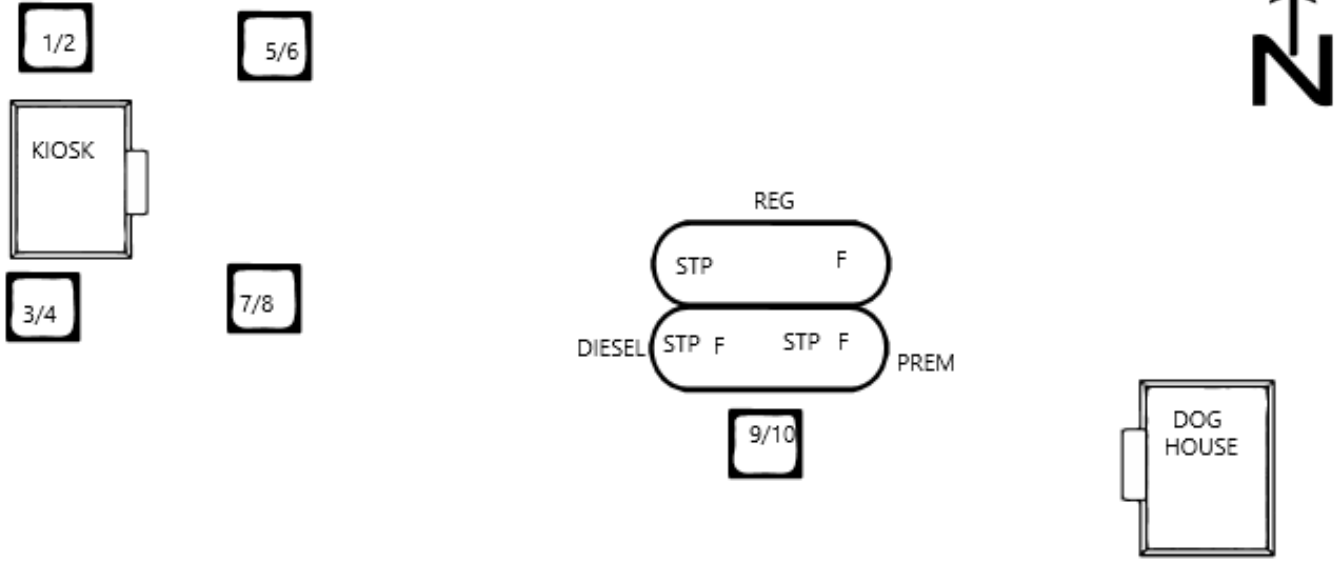 1/2
5/6
N
KIOSK
REG
STP
F
3/4
7/8
DIESEL
STP F
STP F
PREM
9/10
DOG
HOUSE